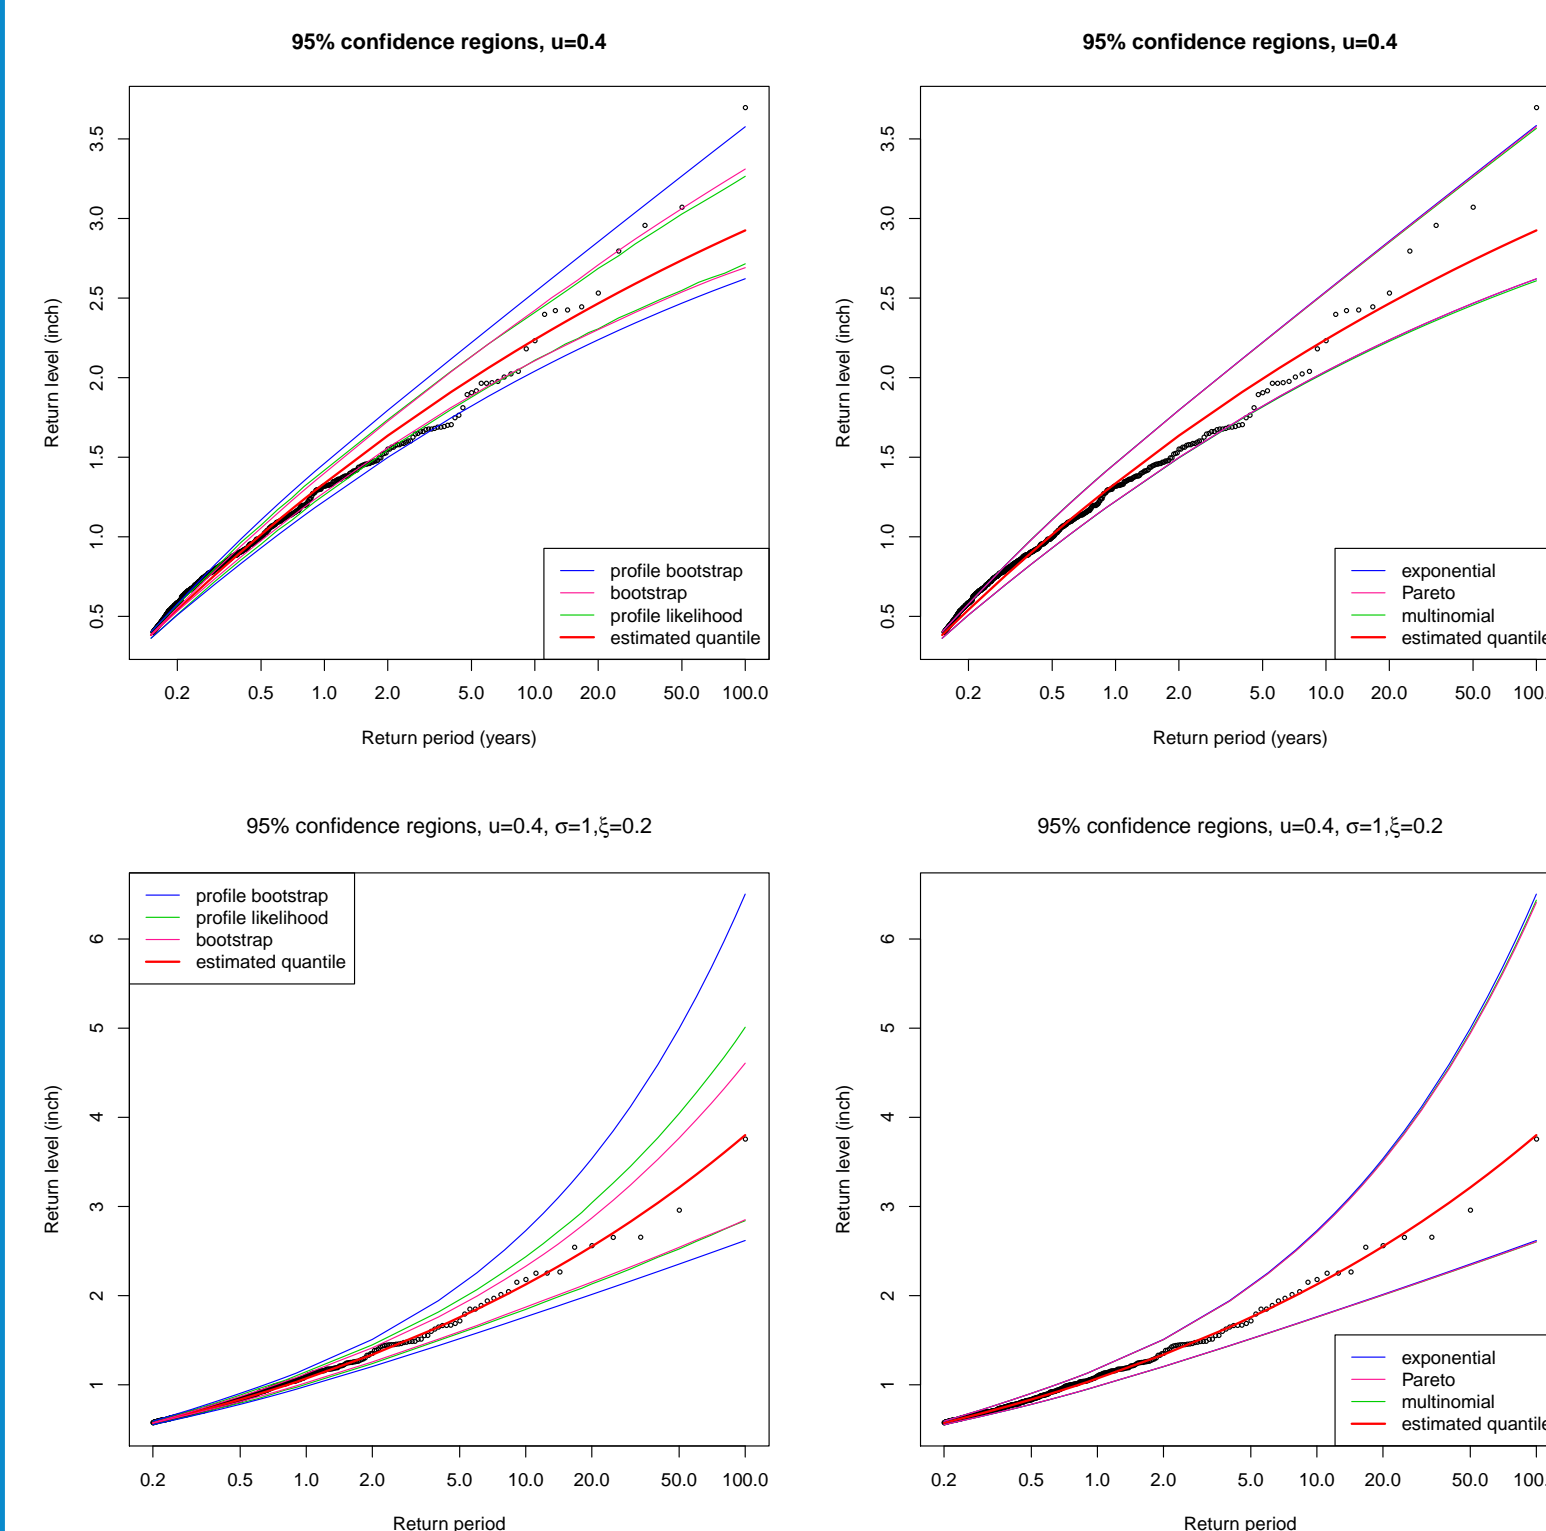 95% confidence regions, u=0.4
Return level (inch)
3.5
3.0
2.5
2.0
1.5
1.0
0.5
profile bootstrap
bootstrap
profile likelihood
estimated quantile
0.2 0.5 1.0 2.0 5.0 10.0 20.0 50.0 100.0
Return period (years)
95% confidence regions, u=0.4
Return level (inch)
3.5
3.0
2.5
2.0
1.5
1.0
0.5
exponential
Pareto
multinomial
estimated quantile
0.2 0.5 1.0 2.0 5.0 10.0 20.0 50.0 100.
Return period (years)
95% confidence regions, u=0.4, σ=1,ξ=0.2
profile bootstrap
profile likelihood
bootstrap
estimated quantile
Return level (inch)
6
5
4
3
2
1
0.2 0.5 1.0 2.0 5.0 10.0 20.0 50.0 100.0
Return period
95% confidence regions, u=0.4, σ=1,ξ=0.2
Return level (inch)
6
5
4
3
2
1
exponential
Pareto
multinomial
estimated quantile
0.2 0.5 1.0 2.0 5.0 10.0 20.0 50.0 100.
Return period